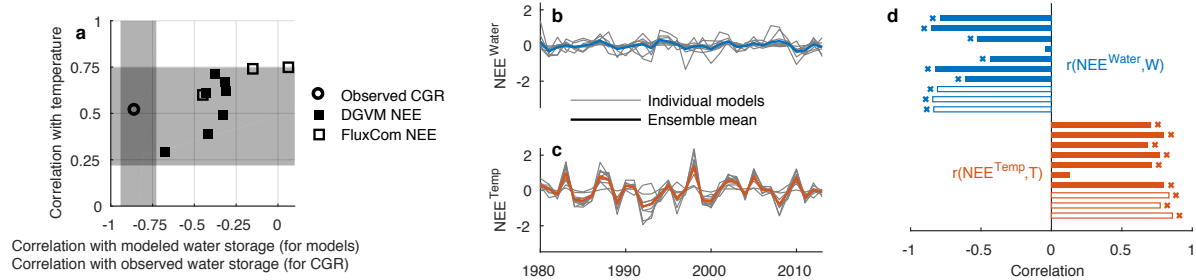 a
1
0.75
0.5
0.25
0
-1
-0.75
-0.5
-0.25
0
Correlation with temperature
Correlation with modeled water storage (for models)
Correlation with observed water storage (for CGR)
Observed CGR
DGVM NEE
FluxCom NEE
b
2
0
-2
NEE^Water
Individual models
Ensemble mean
c
2
0
-2
NEE^Temp
1980
1990
2000
2010
d
r(NEE^Water,W)
r(NEE^Temp,T)
-1
-0.5
0
0.5
1
Correlation